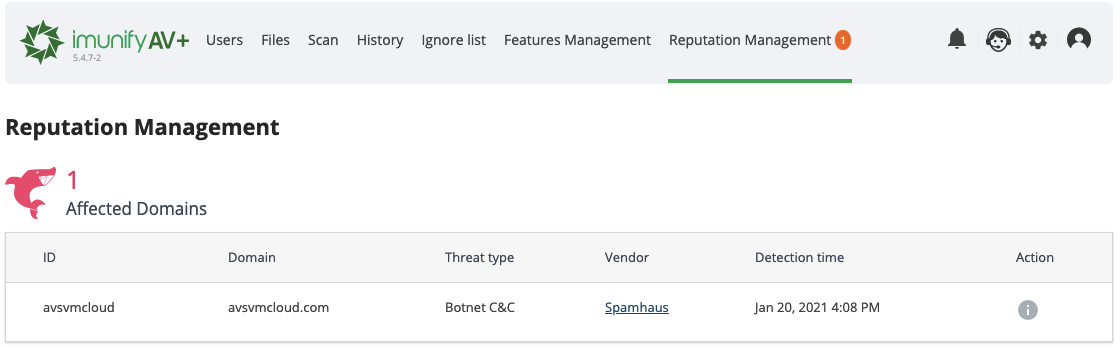 imunify AV+ Users Files Scan History Ignore list Features Management Reputation Management 1
5.4.7-2
Reputation Management
1
Affected Domains
ID Domain Threat type Vendor Detection time Action
avsvmcloud avsvmcloud.com Botnet C&C Spamhaus Jan 20, 2021 4:08 PM i